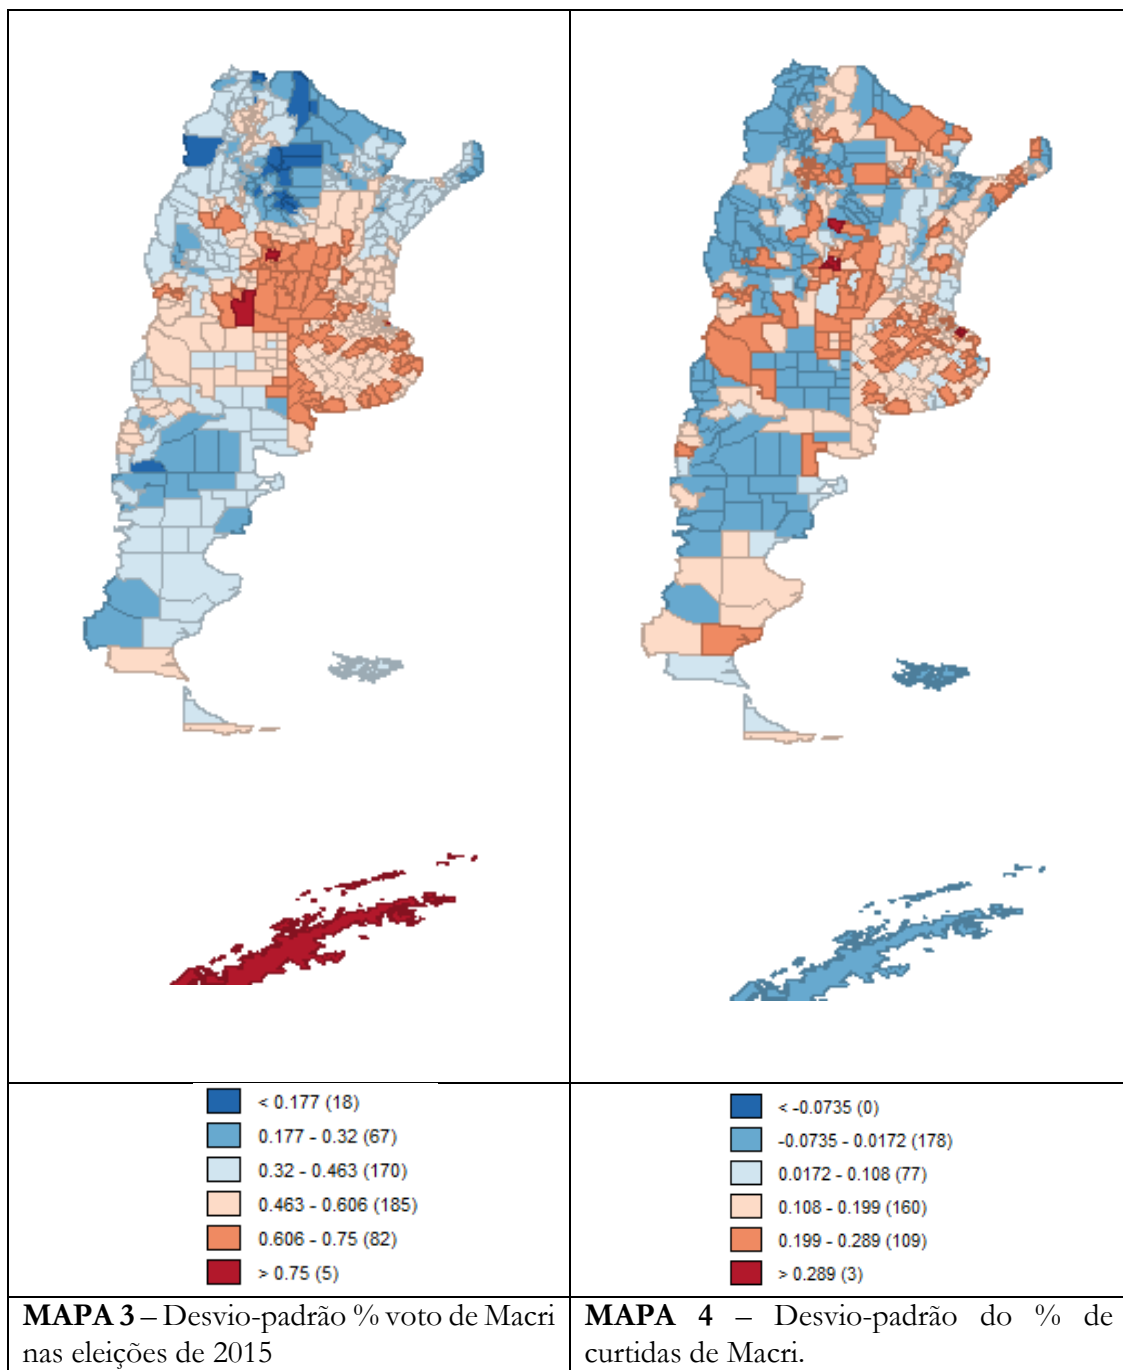 < 0.177 (18)
0.177 - 0.32 (67)
0.32 - 0.463 (170)
0.463 - 0.606 (185)
0.606 - 0.75 (82)
> 0.75 (5)
< -0.0735 (0)
-0.0735 - 0.0172 (178)
0.0172 - 0.108 (77)
0.108 - 0.199 (160)
0.199 - 0.289 (109)
> 0.289 (3)
MAPA 3 – Desvio-padrão % voto de Macri
nas eleições de 2015
MAPA 4 – Desvio-padrão do % de
curtidas de Macri.